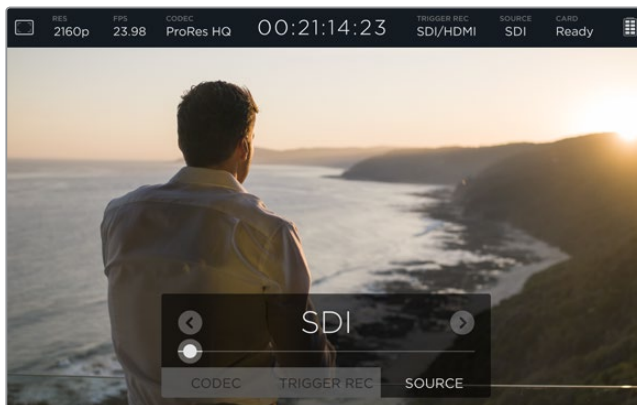 RES FPS CODEC 00:21:14:23 TRIGGER REC SOURCE CARD
2160p 23.98 ProRes HQ SDI/HDMI SDI Ready
SDI
CODEC TRIGGER REC SOURCE